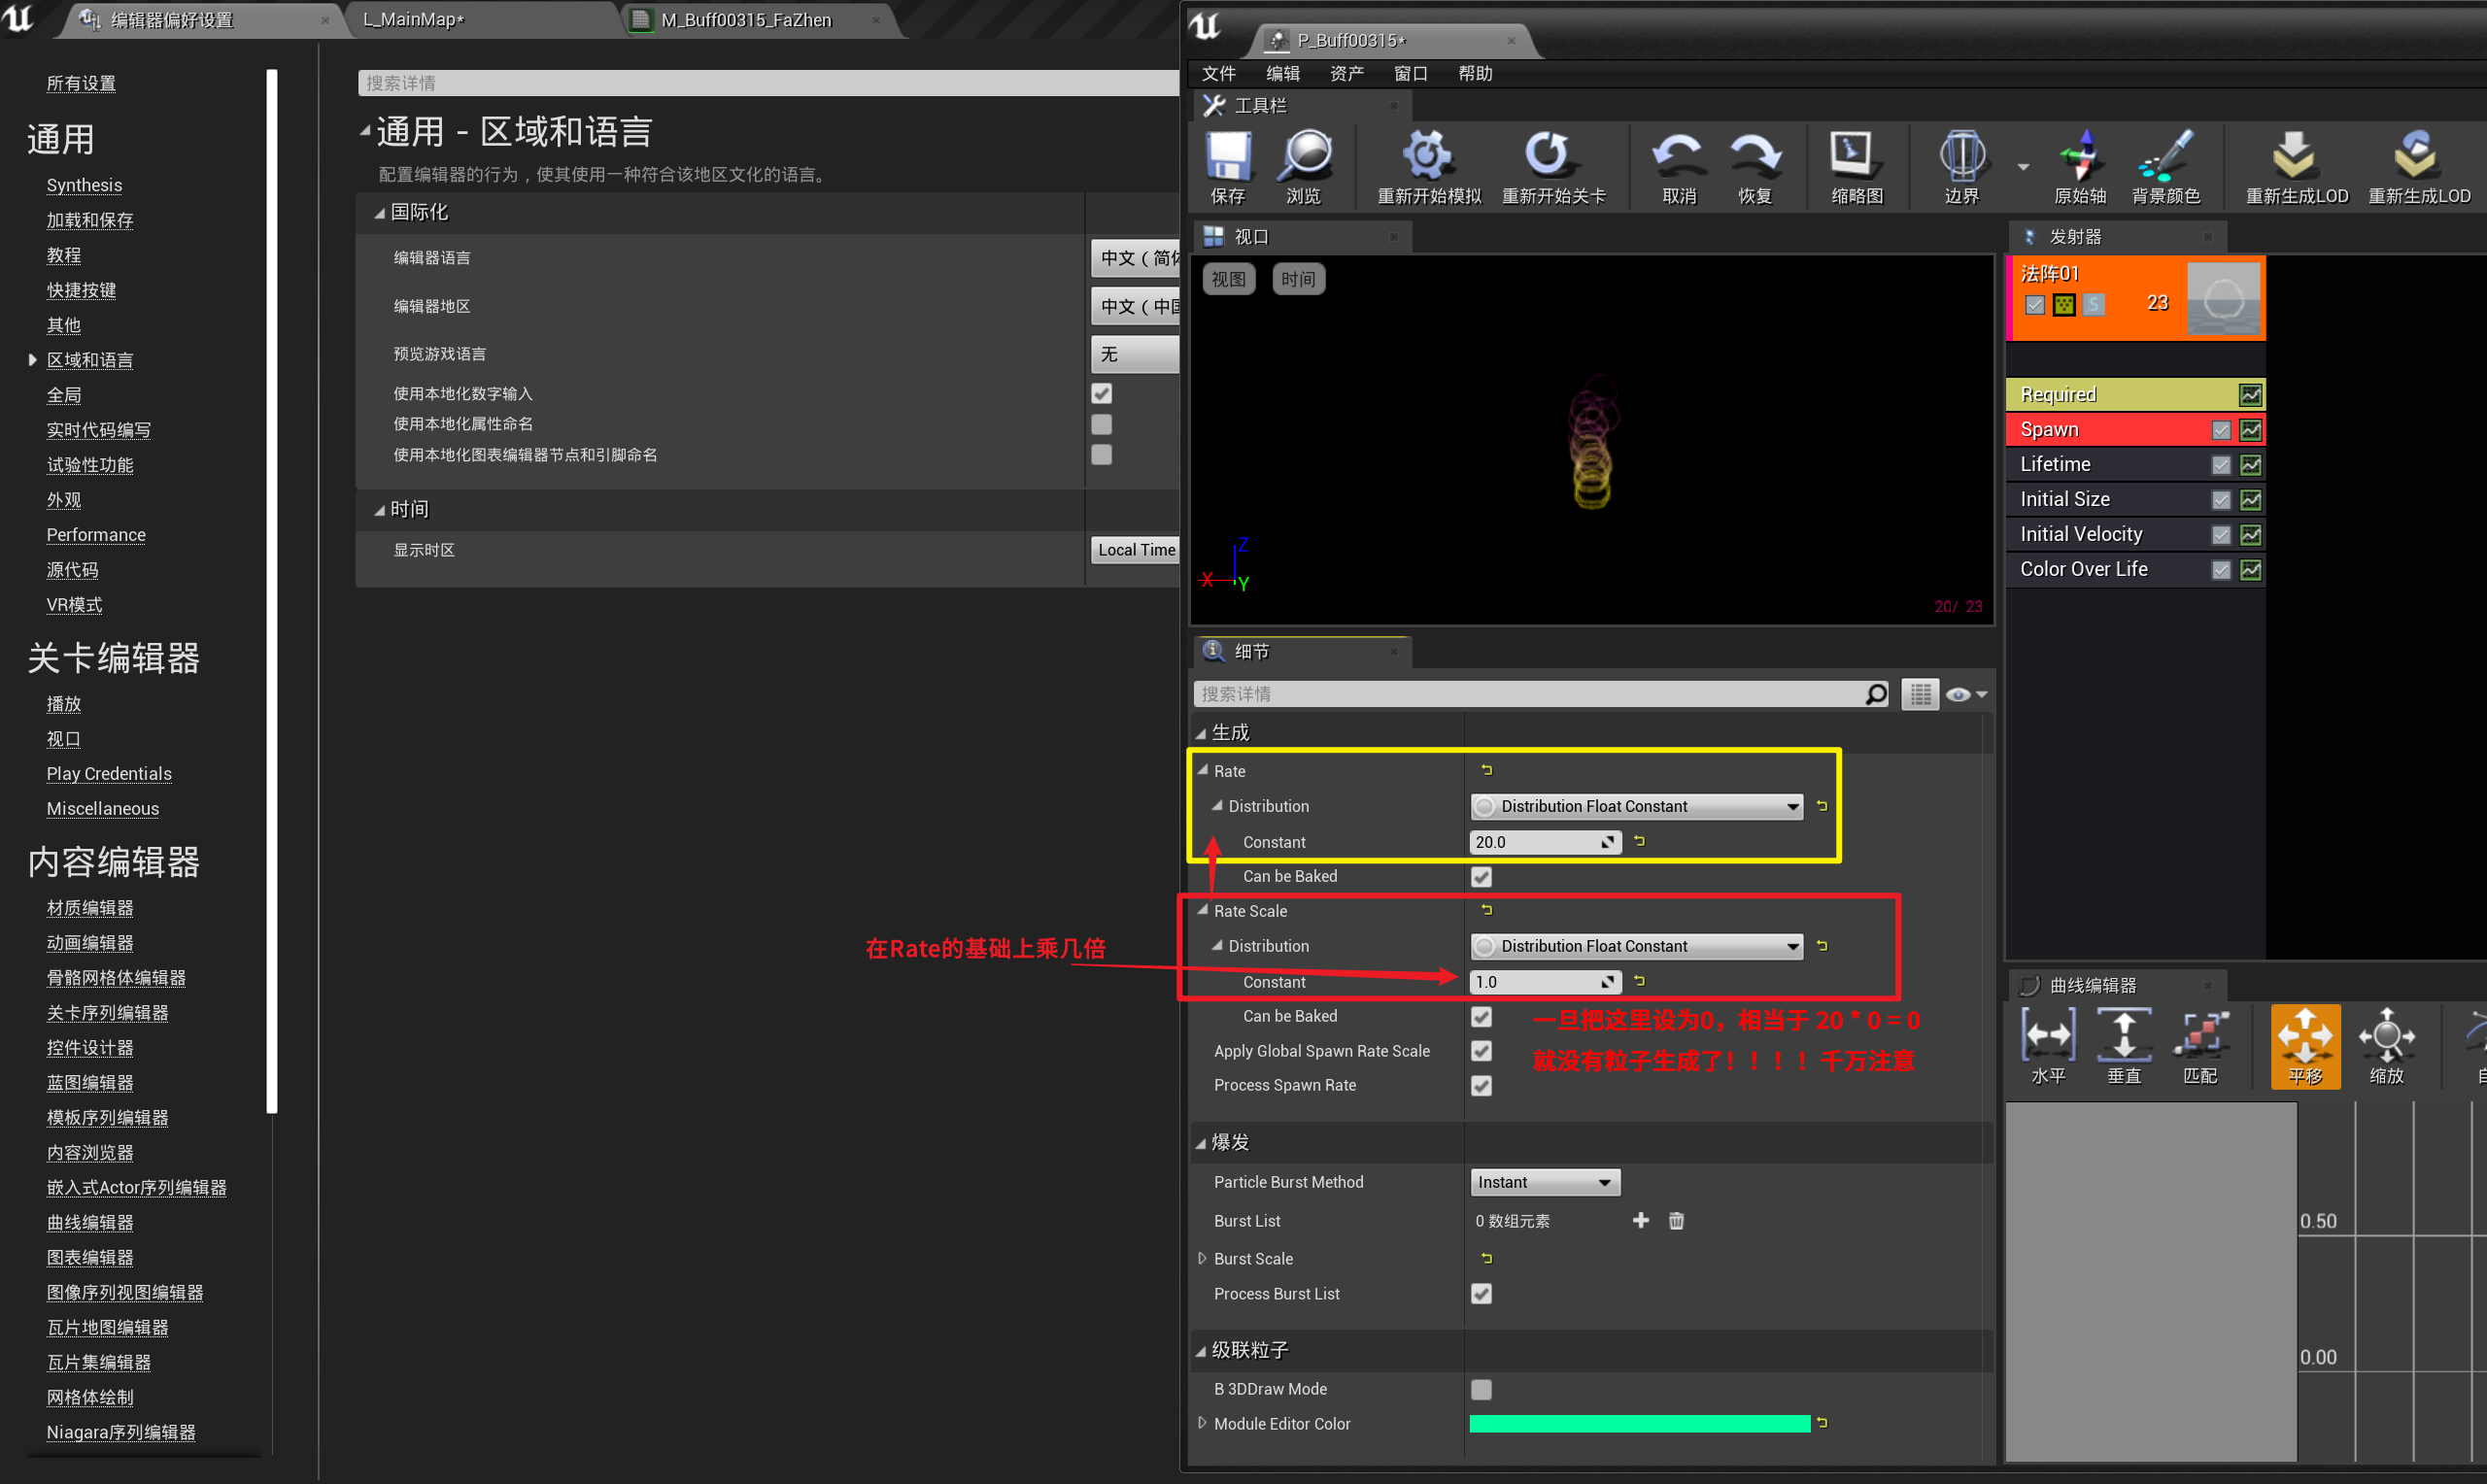 编辑器偏好设置
L_MainMap*
M_Buff00315_FaZhen
所有设置
通用
Synthesis
加载和保存
教程
快捷按键
其他
区域和语言
全局
实时代码编写
试验性功能
外观
Performance
源代码
VR模式
关卡编辑器
播放
视口
Play Credentials
Miscellaneous
内容编辑器
材质编辑器
动画编辑器
骨骼网格体编辑器
关卡序列编辑器
控件设计器
蓝图编辑器
模板序列编辑器
内容浏览器
嵌入式Actor序列编辑器
曲线编辑器
图表编辑器
图像序列视图编辑器
瓦片地图编辑器
瓦片集编辑器
网格体绘制
Niagara序列编辑器
搜索详情
通用 - 区域和语言
配置编辑器的行为，使其使用一种符合该地区文化的语言。
国际化
编辑器语言
中文（简体
编辑器地区
中文（中国
预览游戏语言
无
使用本地化数字输入
使用本地化属性命名
使用本地化图表编辑器节点和引脚命名
时间
显示时区
Local Time
P_Buff00315*
文件 编辑 资产 窗口 帮助
工具栏
保存 浏览 重新开始模拟 重新开始关卡 取消 恢复 缩略图 边界 原始轴 背景颜色 重新生成LOD 重新生成LOD
视口
视图 时间
Z
X
Y
20/ 23
发射器
法阵01
S
23
Required
Spawn
Lifetime
Initial Size
Initial Velocity
Color Over Life
细节
搜索详情
生成
Rate
Distribution
Distribution Float Constant
Constant
20.0
Can be Baked
Rate Scale
Distribution
Distribution Float Constant
在Rate的基础上乘几倍
Constant
1.0
Can be Baked
一旦把这里设为0，相当于 20 * 0 = 0
就没有粒子生成了！！！！千万注意
Apply Global Spawn Rate Scale
Process Spawn Rate
爆发
Particle Burst Method
Instant
Burst List
0 数组元素
Burst Scale
Process Burst List
级联粒子
B 3DDraw Mode
Module Editor Color
曲线编辑器
水平 垂直 匹配 平移 缩放
0.50
0.00